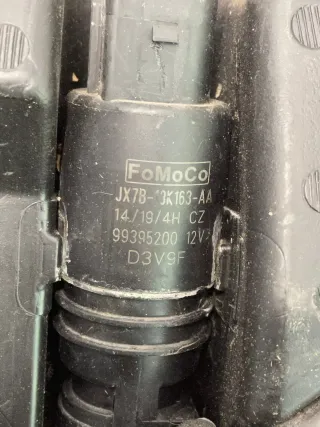 FoMoCo
JX7B-13K163-AA
14/19/4H CZ
99395200 12V
D3V9F